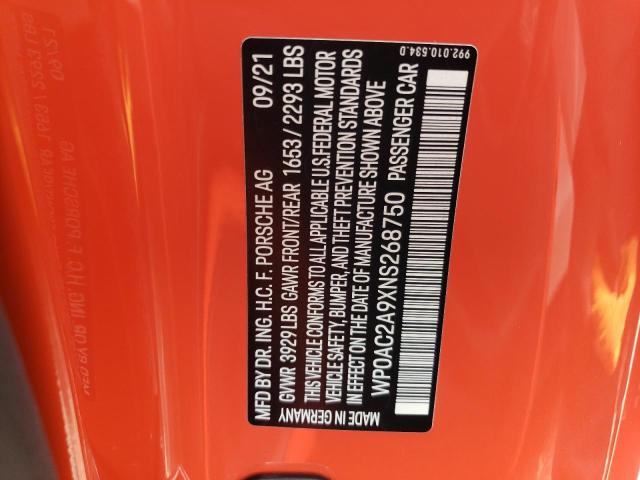 MFD BY DR. ING. H.C. F. PORSCHE AG 09/21
GVWR 3929 LBS GAWR FRONT/REAR 1653 / 2293 LBS
THIS VEHICLE CONFORMS TO ALL APPLICABLE U.S. FEDERAL MOTOR
VEHICLE SAFETY, BUMPER, AND THEFT PREVENTION STANDARDS
IN EFFECT ON THE DATE OF MANUFACTURE SHOWN ABOVE
WP0AC2A9XNS268750 PASSENGER CAR
MADE IN GERMANY
992.010.534.0